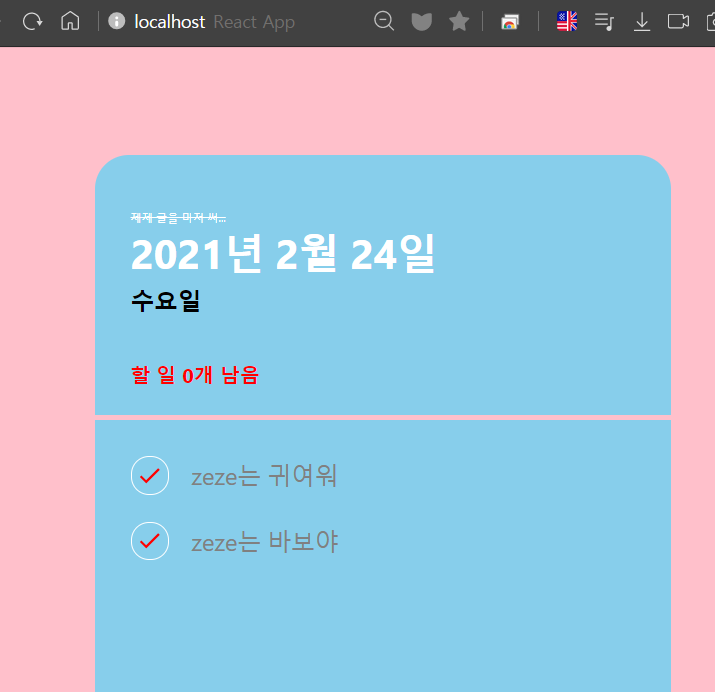 localhost React App
제제 글을 마저 써...
2021년 2월 24일
수요일
할 일 0개 남음
zeze는 귀여워
zeze는 바보야